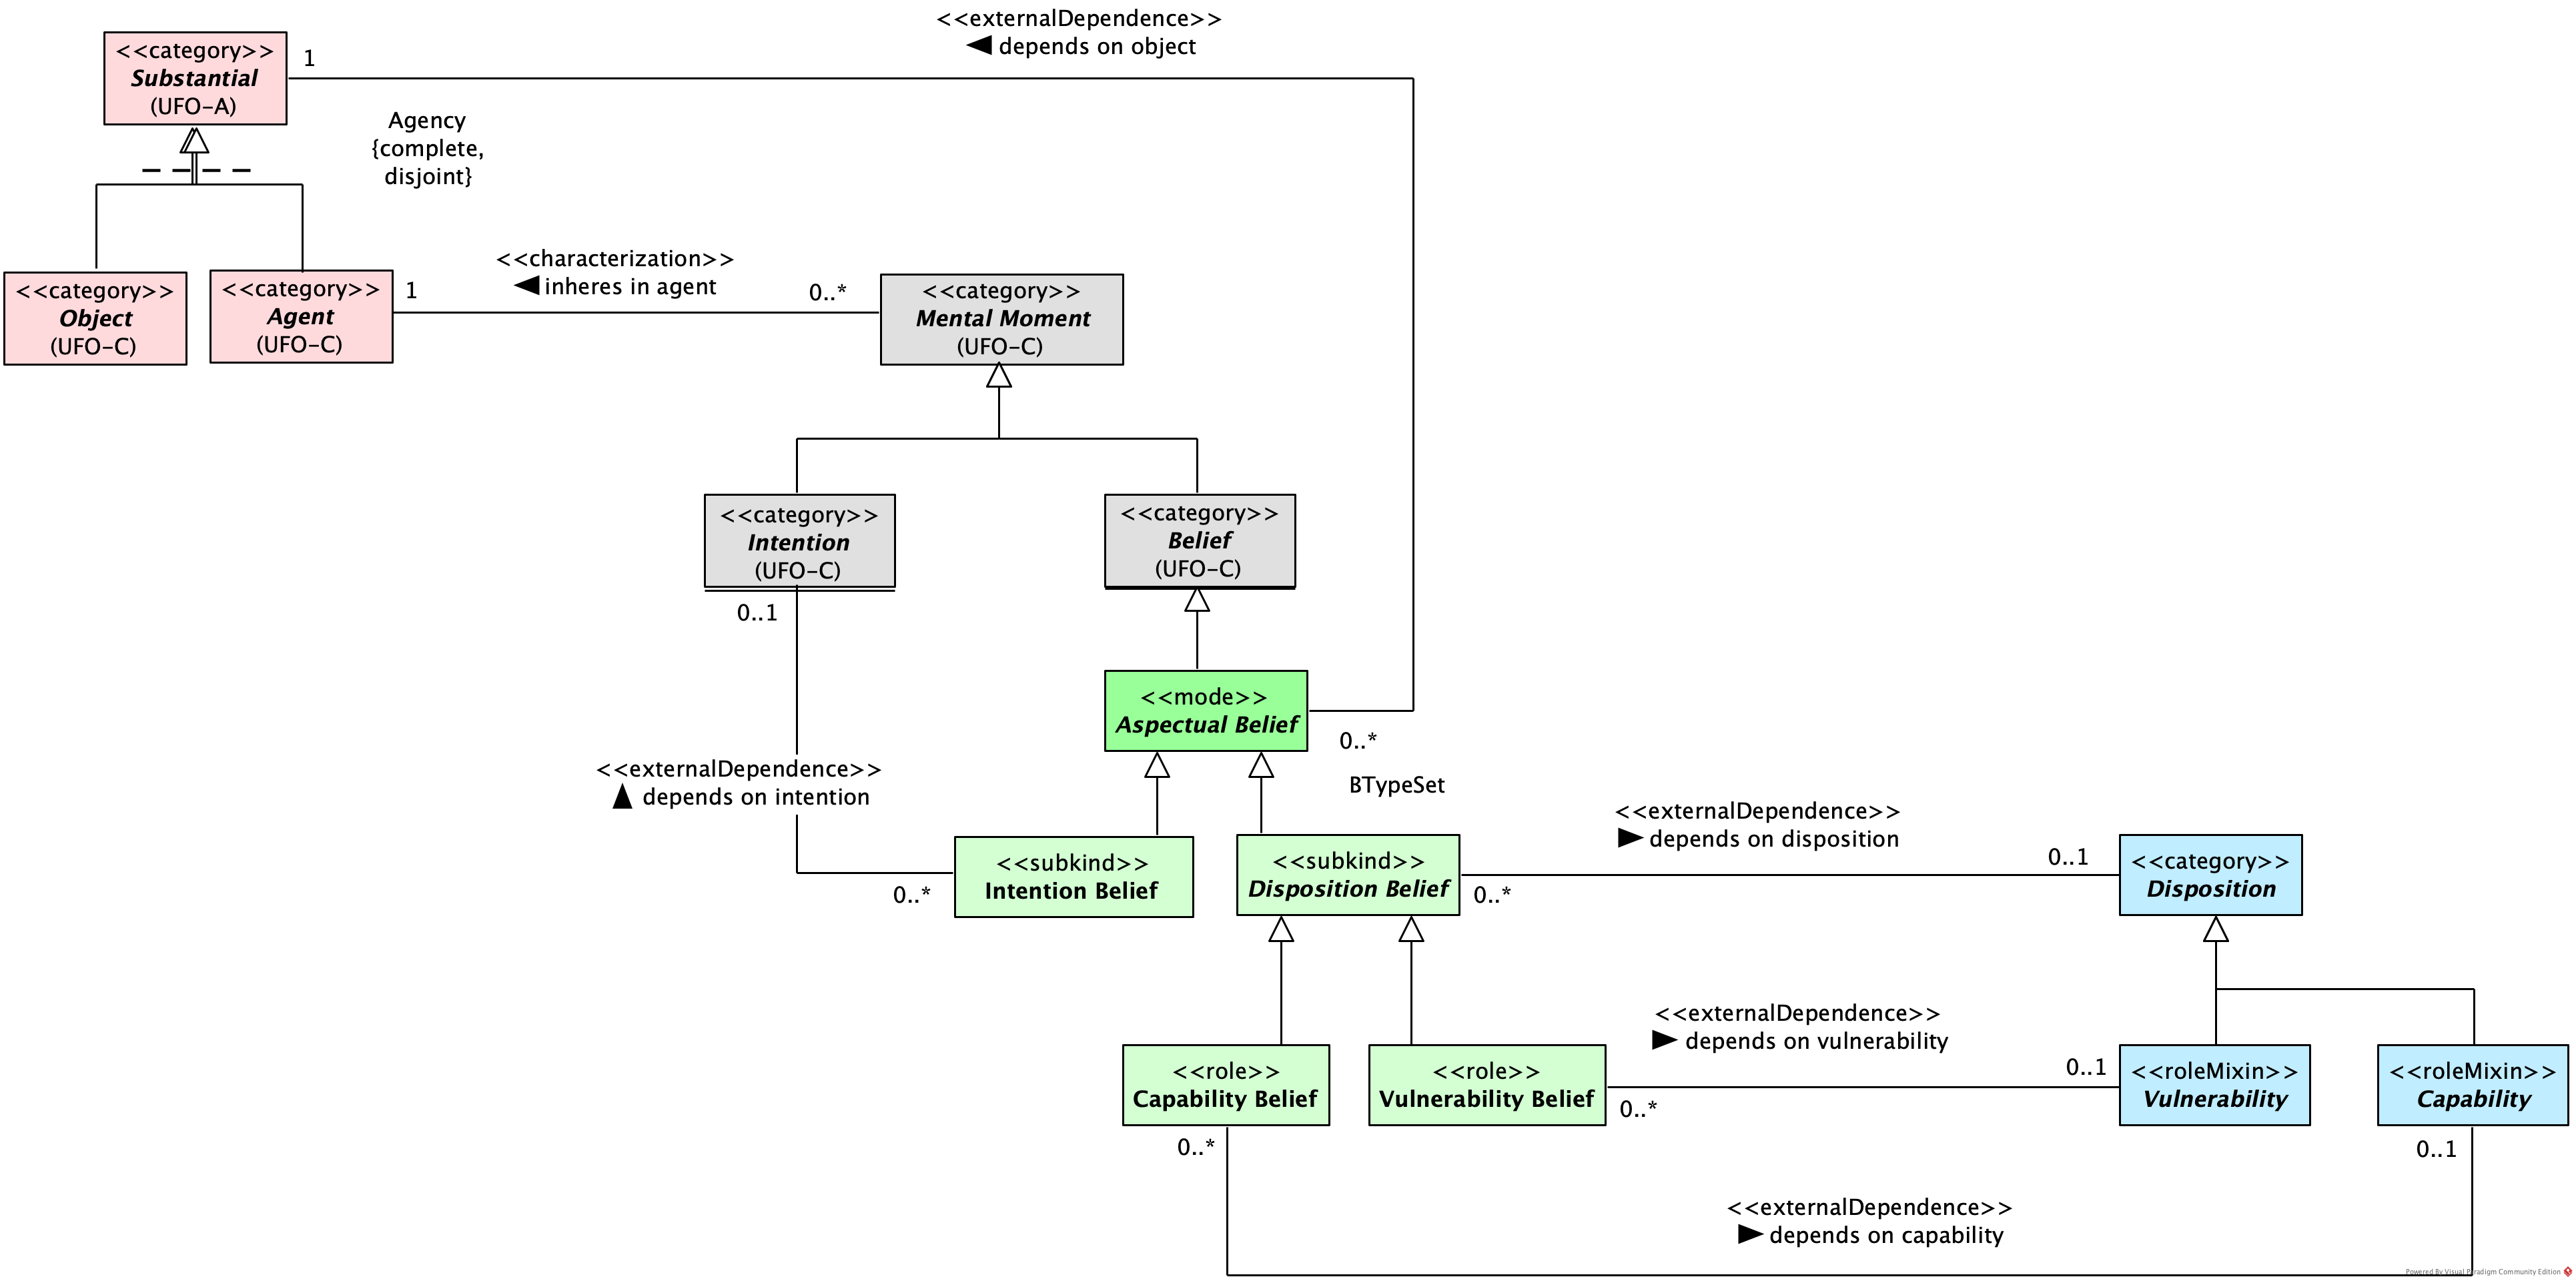 <<externalDependence>>
◀ depends on object
<<category>>
Substantial
(UFO-A)
1
Agency
{complete,
disjoint}
<<category>>
Object
(UFO-C)
<<category>>
Agent
(UFO-C)
1
<<characterization>>
◀ inheres in agent
0..*
<<category>>
Mental Moment
(UFO-C)
<<category>>
Intention
(UFO-C)
0..1
<<category>>
Belief
(UFO-C)
<<mode>>
Aspectual Belief
0..*
BTypeSet
<<externalDependence>>
▲ depends on intention
0..*
<<subkind>>
Intention Belief
<<subkind>>
Disposition Belief
0..*
<<externalDependence>>
▶ depends on disposition
0..1
<<category>>
Disposition
<<role>>
Capability Belief
0..*
<<role>>
Vulnerability Belief
0..*
<<externalDependence>>
▶ depends on vulnerability
0..1
<<roleMixin>>
Vulnerability
<<roleMixin>>
Capability
0..1
<<externalDependence>>
▶ depends on capability
Powered By Visual Paradigm Community Edition